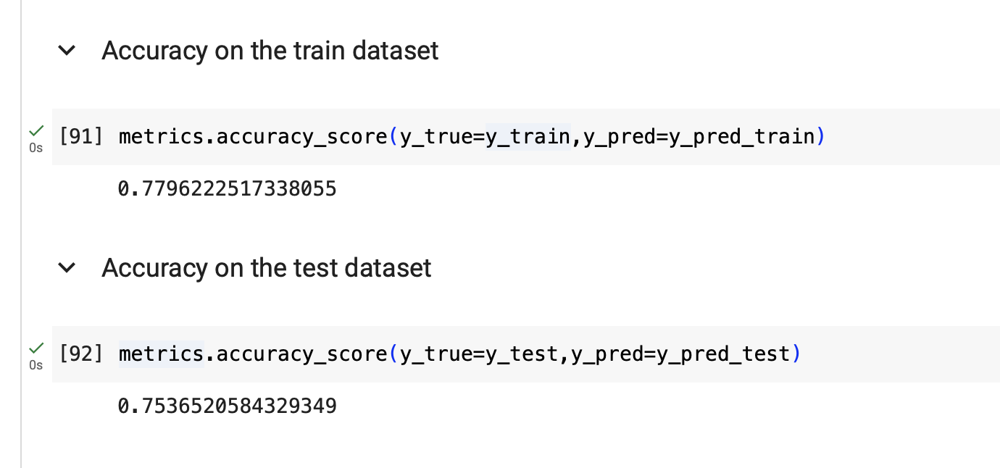 Accuracy on the train dataset
[91] metrics.accuracy_score(y_true=y_train,y_pred=y_pred_train)
0s
0.7796222517338055
Accuracy on the test dataset
[92] metrics.accuracy_score(y_true=y_test,y_pred=y_pred_test)
0s
0.7536520584329349